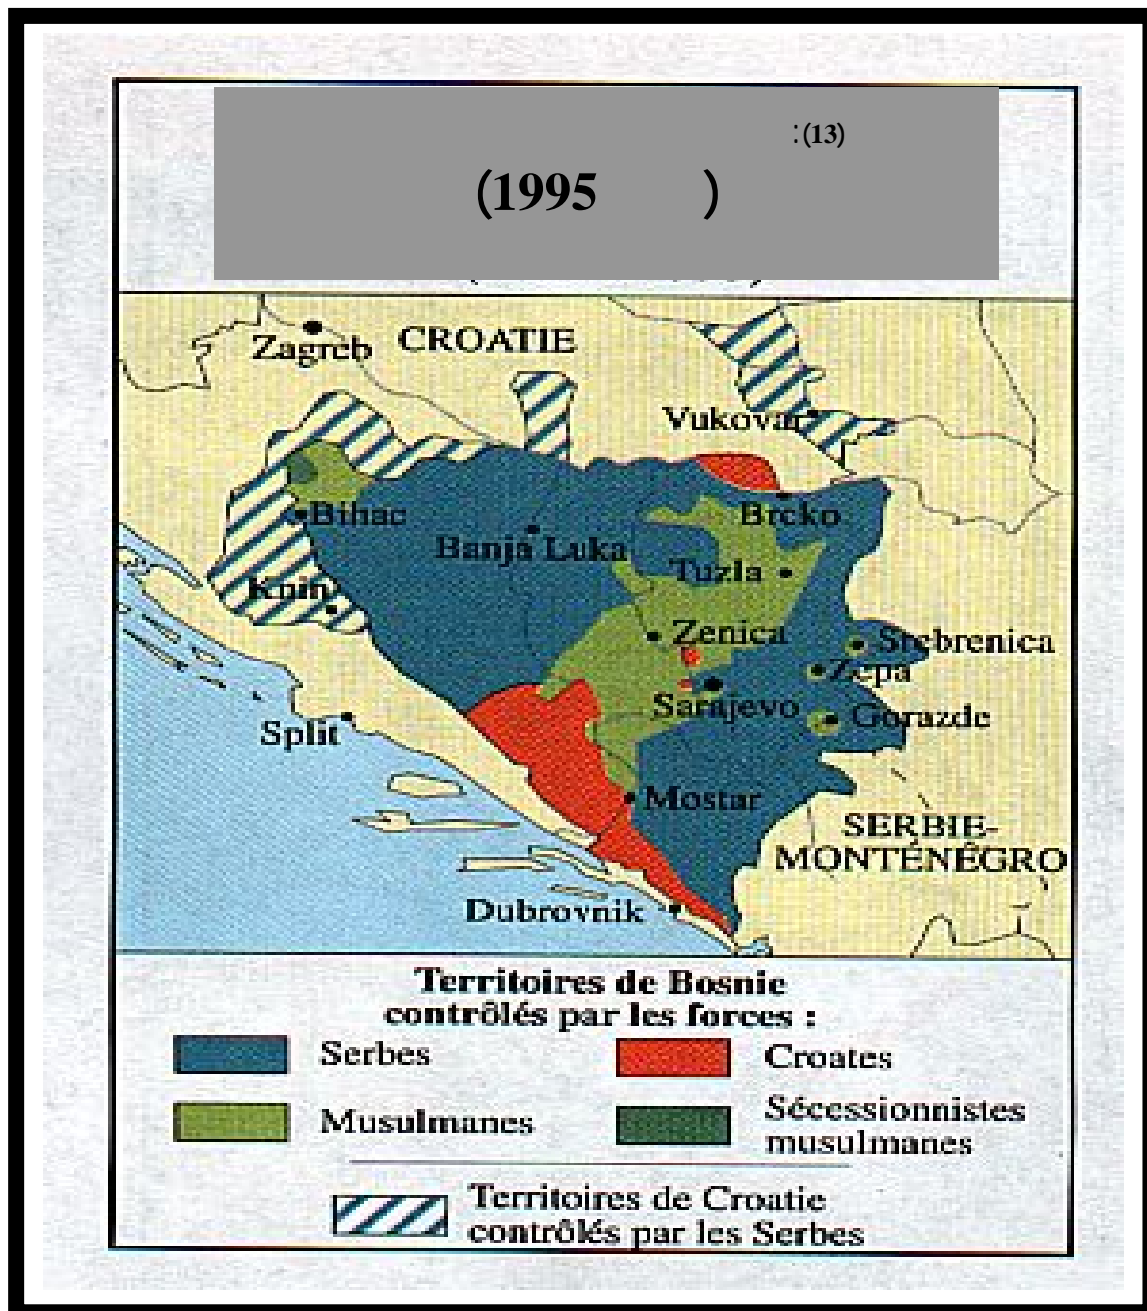 :(13)
(1995 )
Zagreb
CROATIE
Vukovar
Bihac
Brcko
Banja Luka
Tuzla
Knin
Zenica
Srebrenica
Zepa
Sarajevo
Gorazde
Split
Mostar
SERBIE-
MONTÉNÉGRO
Dubrovnik
Territoires de Bosnie
contrôlés par les forces :
Serbes
Croates
Musulmanes
Sécessionnistes
musulmanes
Territoires de Croatie
contrôlés par les Serbes